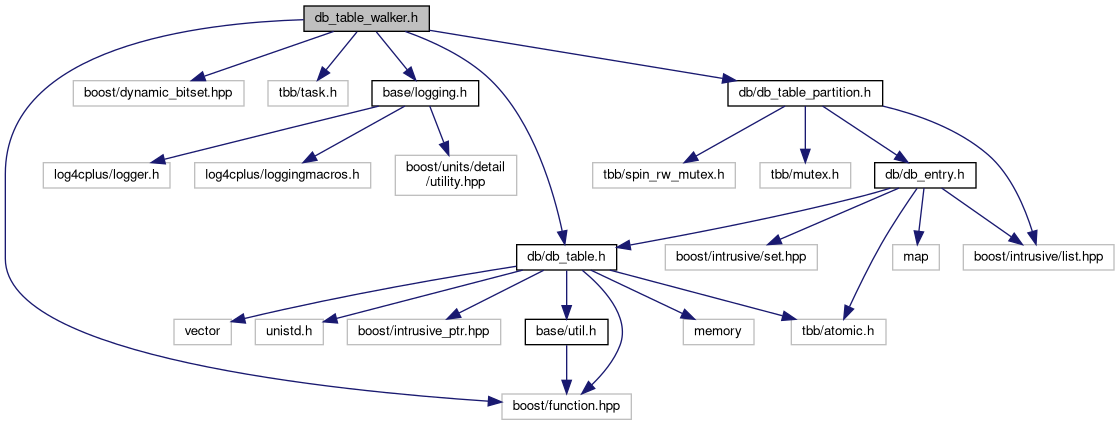 db_table_walker.h
boost/dynamic_bitset.hpp
tbb/task.h
base/logging.h
db/db_table_partition.h
log4cplus/logger.h
log4cplus/loggingmacros.h
boost/units/detail
/utility.hpp
tbb/spin_rw_mutex.h
tbb/mutex.h
db/db_entry.h
db/db_table.h
boost/intrusive/set.hpp
map
boost/intrusive/list.hpp
vector
unistd.h
boost/intrusive_ptr.hpp
base/util.h
memory
tbb/atomic.h
boost/function.hpp